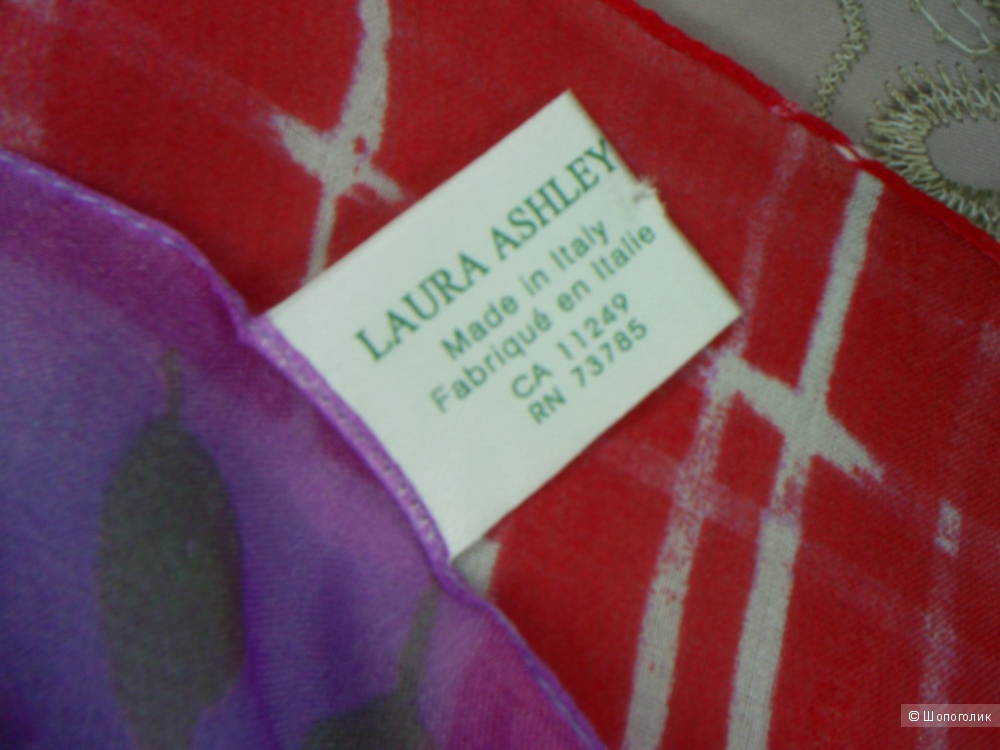 LAURA ASHLEY
Made in Italy
Fabriqué en Italie
CA 11249
RN 73785
© Шопоголик